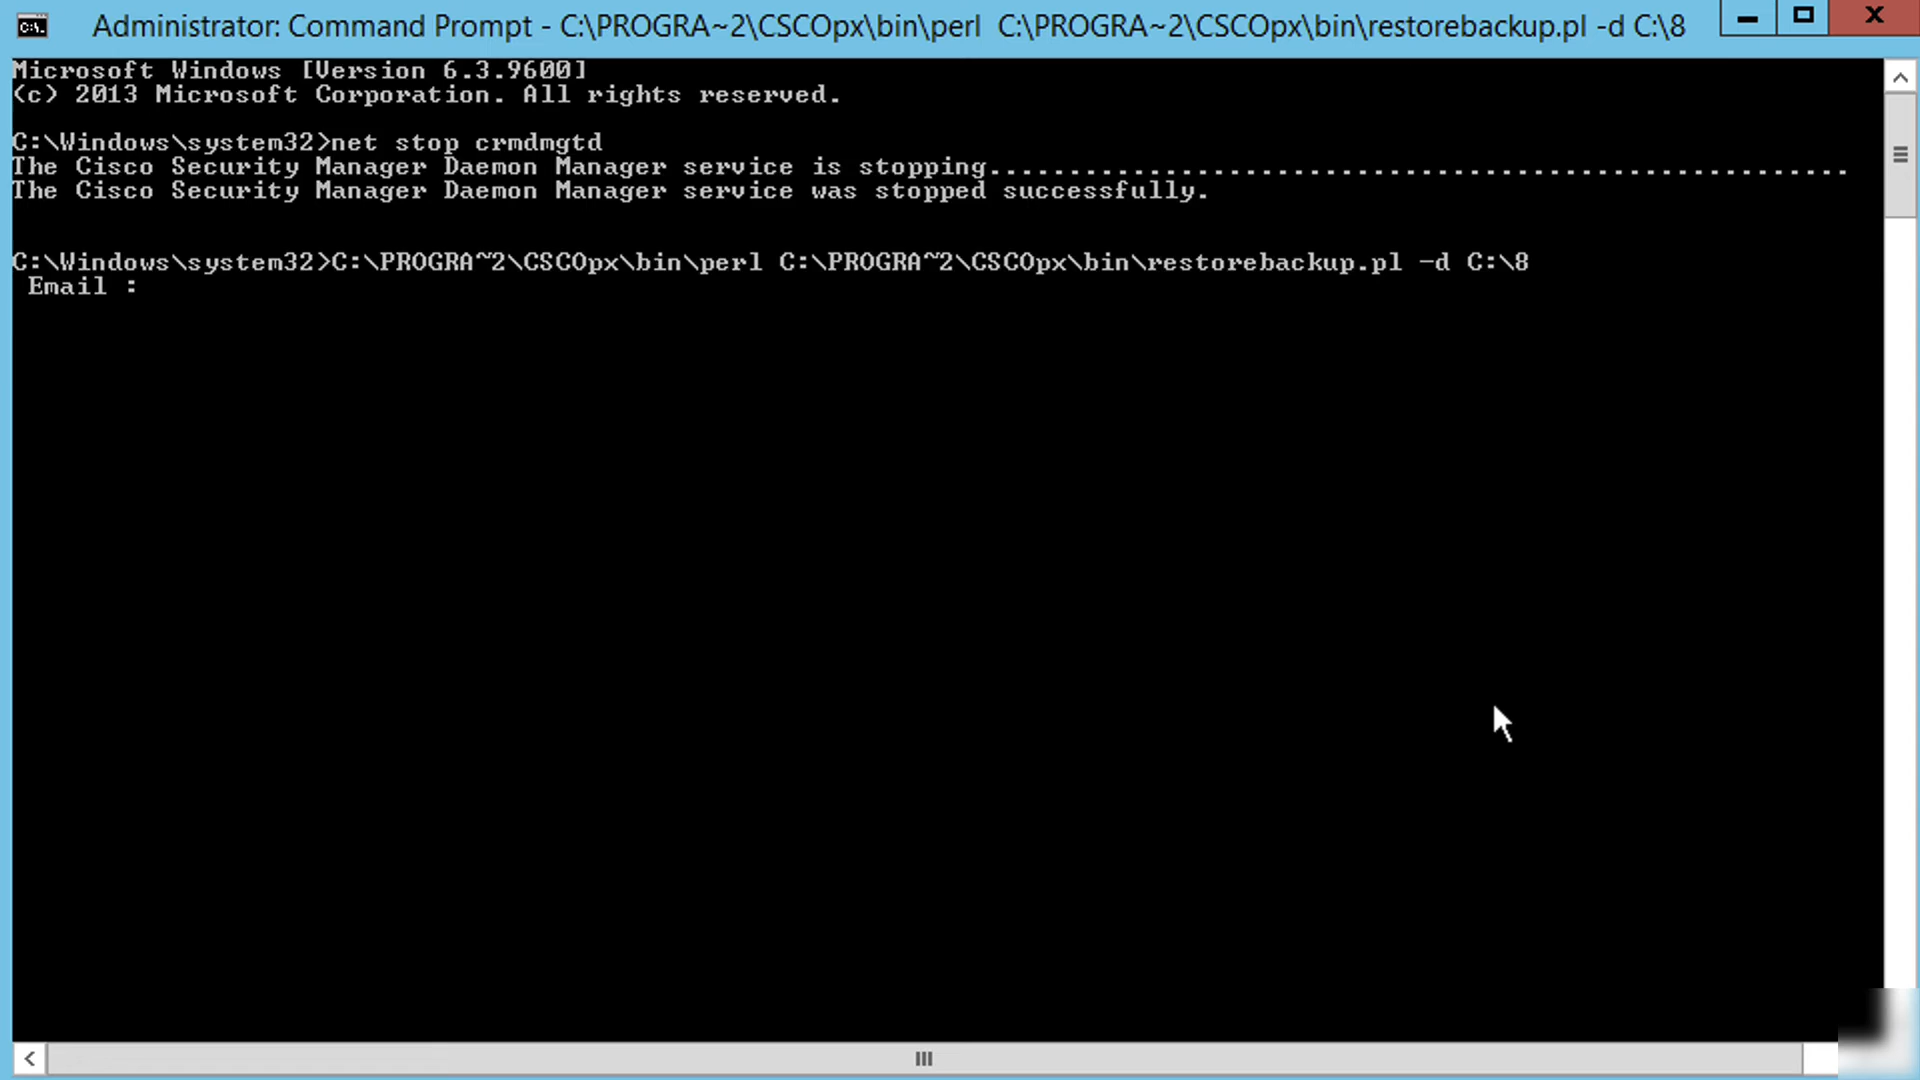 Administrator: Command Prompt - C:\PROGRA~2\CSCOpx\bin\perl  C:\PROGRA~2\CSCOpx\bin\restorebackup.pl -d C:\8
Microsoft Windows [Version 6.3.9600]
(c) 2013 Microsoft Corporation. All rights reserved.
C:\Windows\system32>net stop crmdmgtd
The Cisco Security Manager Daemon Manager service is stopping......................................................
The Cisco Security Manager Daemon Manager service was stopped successfully.
C:\Windows\system32>C:\PROGRA~2\CSCOpx\bin\perl C:\PROGRA~2\CSCOpx\bin\restorebackup.pl -d C:\8
Email :